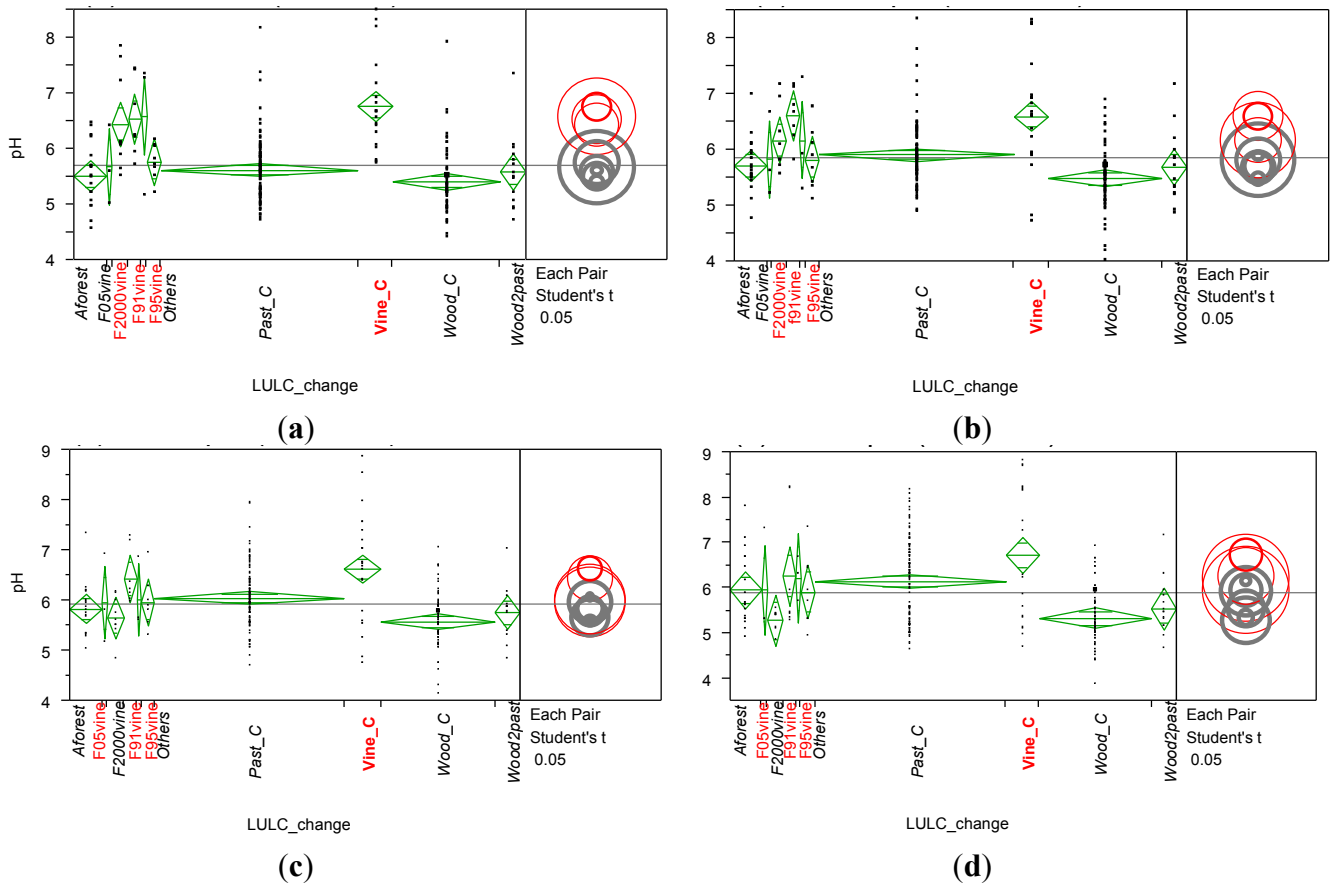 8
7
6
5
4
pH
Aforest
F05vine
F2000vine
F91vine
F95vine
Others
Past_C
Vine_C
Wood_C
Wood2past
Each Pair
Student's t
0.05
LULC_change
(a)
8
7
6
5
4
Aforest
F05vine
F2000vine
f91vine
F95vine
Others
Past_C
Vine_C
Wood_C
Wood2past
Each Pair
Student's t
0.05
LULC_change
(b)
9
8
7
6
5
4
pH
Aforest
F05vine
F2000vine
F91vine
F95vine
Others
Past_C
Vine_C
Wood_C
Wood2past
Each Pair
Student's t
0.05
LULC_change
(c)
9
8
7
6
5
4
Aforest
F05vine
F2000vine
F91vine
F95vine
Others
Past_C
Vine_C
Wood_C
Wood2past
Each Pair
Student's t
0.05
LULC_change
(d)